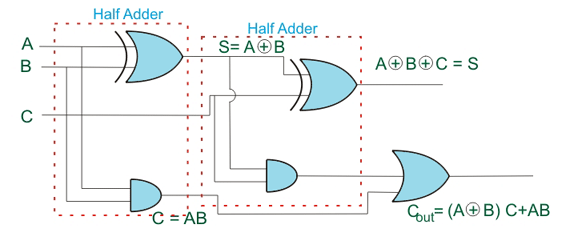 Half Adder
Half Adder
A
S= A⊕B
B
A⊕B⊕C = S
C
C = AB
Cout= (A⊕B) C+AB